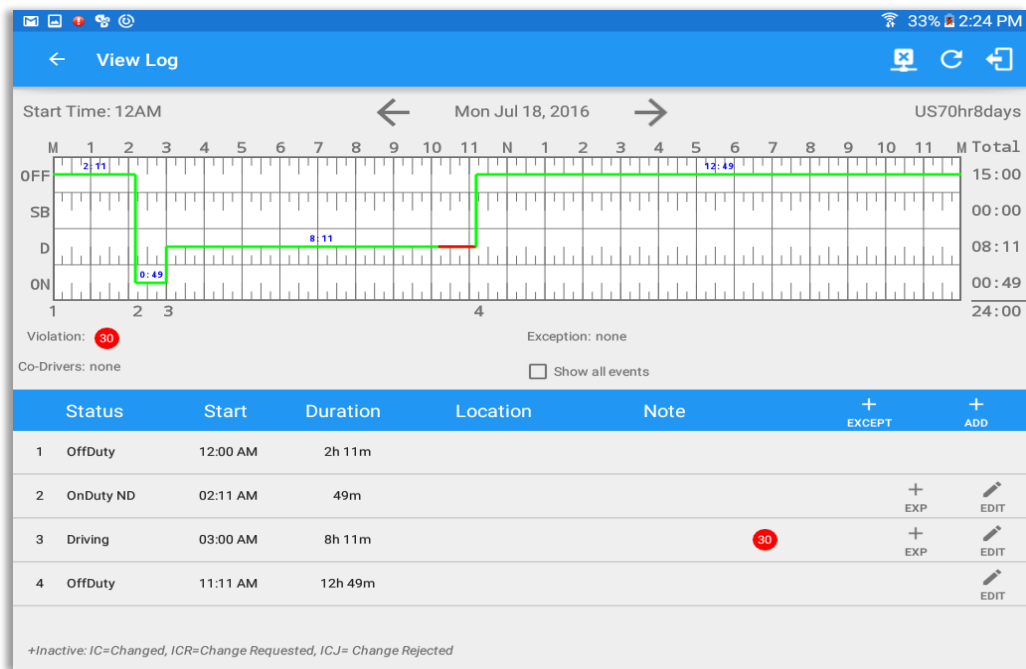 33% 2:24 PM
View Log
Start Time: 12AM Mon Jul 18, 2016 US70hr8days
M 1 2 3 4 5 6 7 8 9 10 11 N 1 2 3 4 5 6 7 8 9 10 11 M Total
2:11 12:49
OFF 15:00
SB 00:00
8:11
D 08:11
0:49
ON 00:49
1 2 3 4 24:00
Violation: 30 Exception: none
Co-Drivers: none Show all events
Status Start Duration Location Note + EXCEPT + ADD
1 OffDuty 12:00 AM 2h 11m
2 OnDuty ND 02:11 AM 49m + EXP EDIT
3 Driving 03:00 AM 8h 11m 30 + EXP EDIT
4 OffDuty 11:11 AM 12h 49m EDIT
+Inactive: IC=Changed, ICR=Change Requested, ICJ= Change Rejected